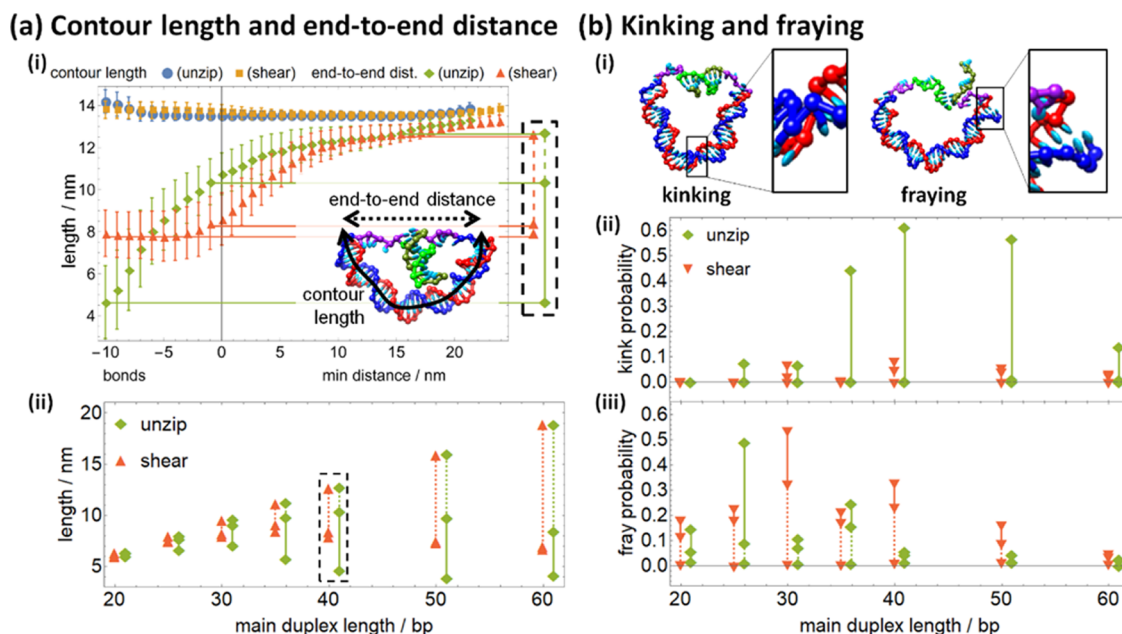 (a) Contour length and end-to-end distance
(i)
contour length (unzip) (shear) end-to-end dist. (unzip) (shear)
14
12
10
8
6
4
length / nm
end-to-end distance
contour
length
−10 −5 0 5 10 15 20
bonds min distance / nm
(ii)
20
15
10
5
length / nm
unzip
shear
20 30 40 50 60
main duplex length / bp
(b) Kinking and fraying
(i)
kinking
fraying
(ii)
0.6
0.5
0.4
0.3
0.2
0.1
0.0
kink probability
unzip
shear
(iii)
0.6
0.5
0.4
0.3
0.2
0.1
0.0
fray probability
20 30 40 50 60
main duplex length / bp